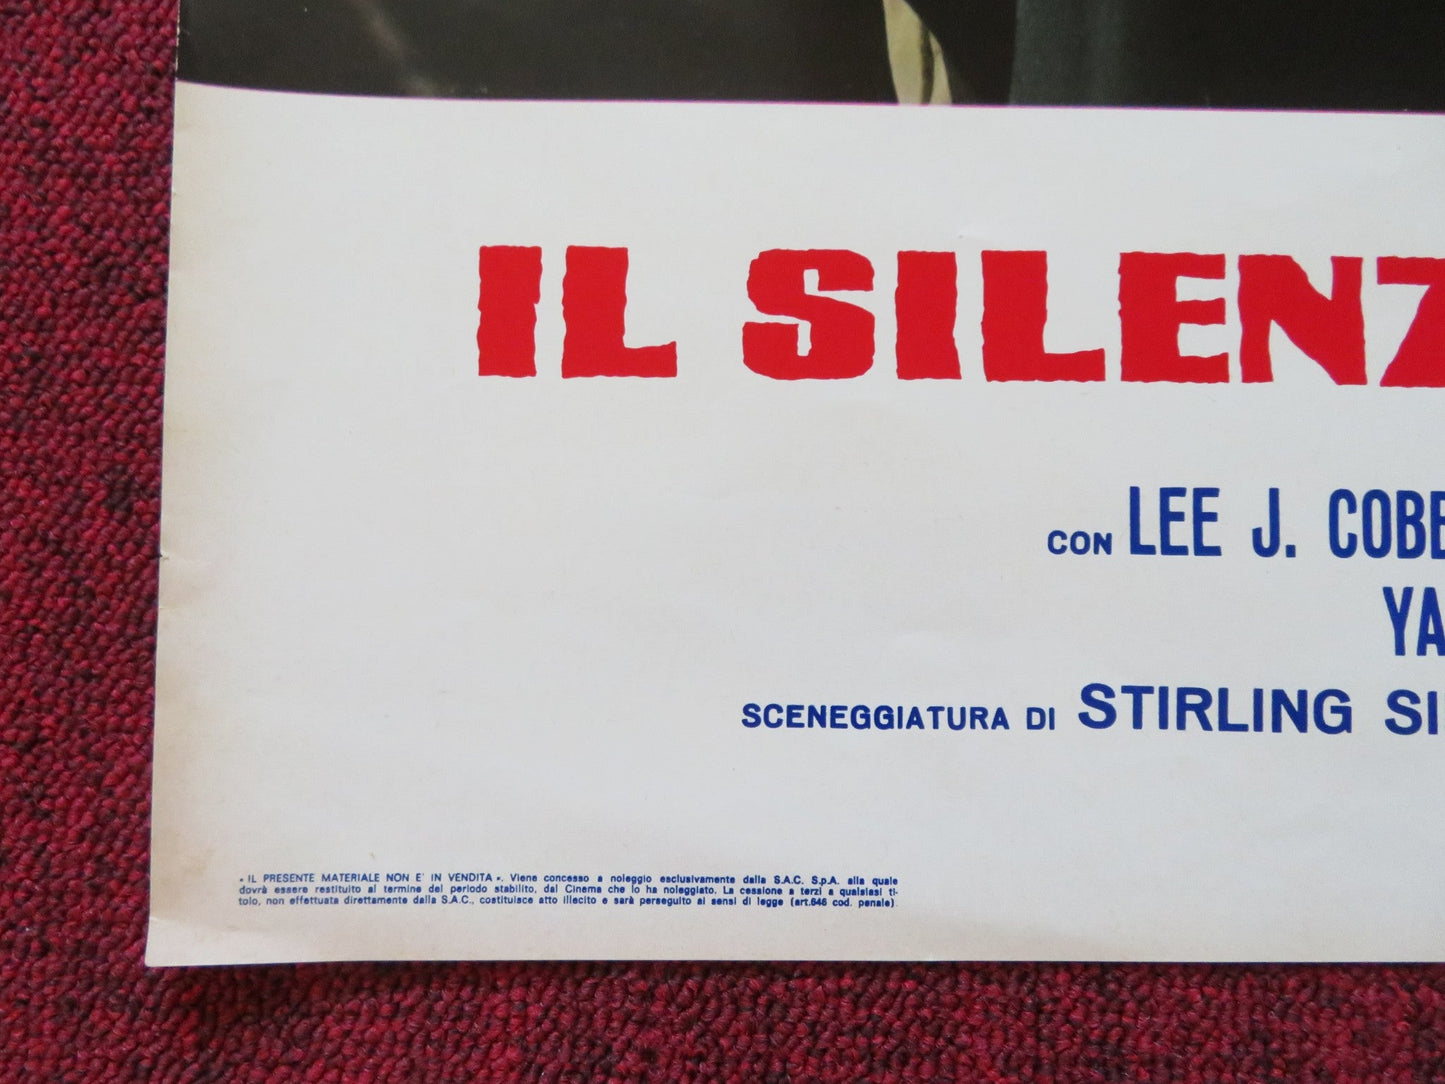 IL SILENZ
CON LEE J. COBB
YA
SCENEGGIATURA DI STIRLING SI
« IL PRESENTE MATERIALE NON E' IN VENDITA ». Viene concesso a noleggio esclusivamente dalla S.A.C. S.p.A. alla quale
dovrà essere restituito al termine del periodo stabilito, dal Cinema che lo ha noleggiato. La cessione a terzi a qualsiasi ti-
tolo, non effettuata direttamente dalla S.A.C., costituisce atto illecito e sarà perseguito ai sensi di legge (art.646 cod. penale).